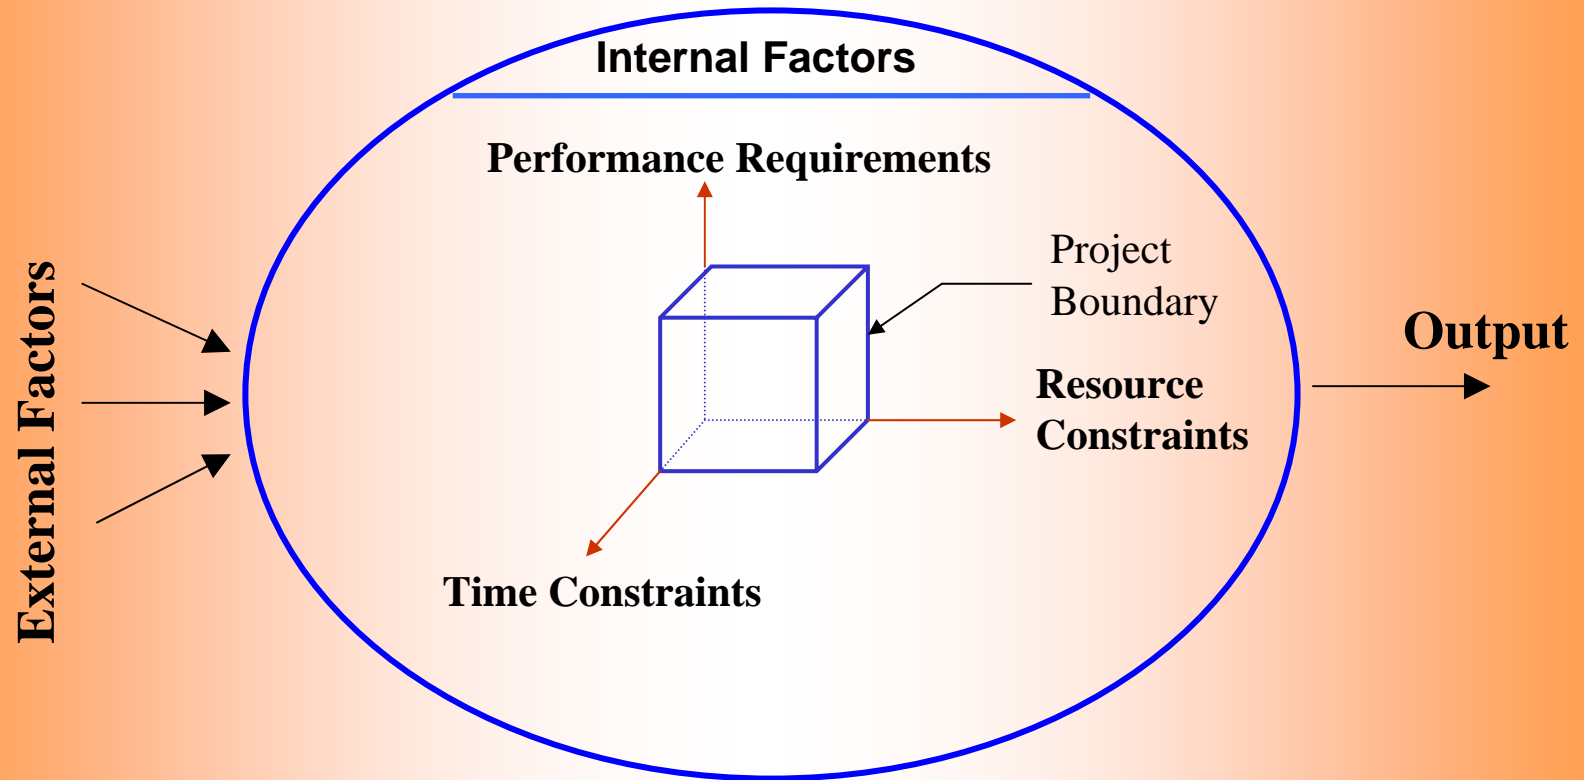 Internal Factors
Performance Requirements
Project
Boundary
Resource
Constraints
Time Constraints
External Factors
Output